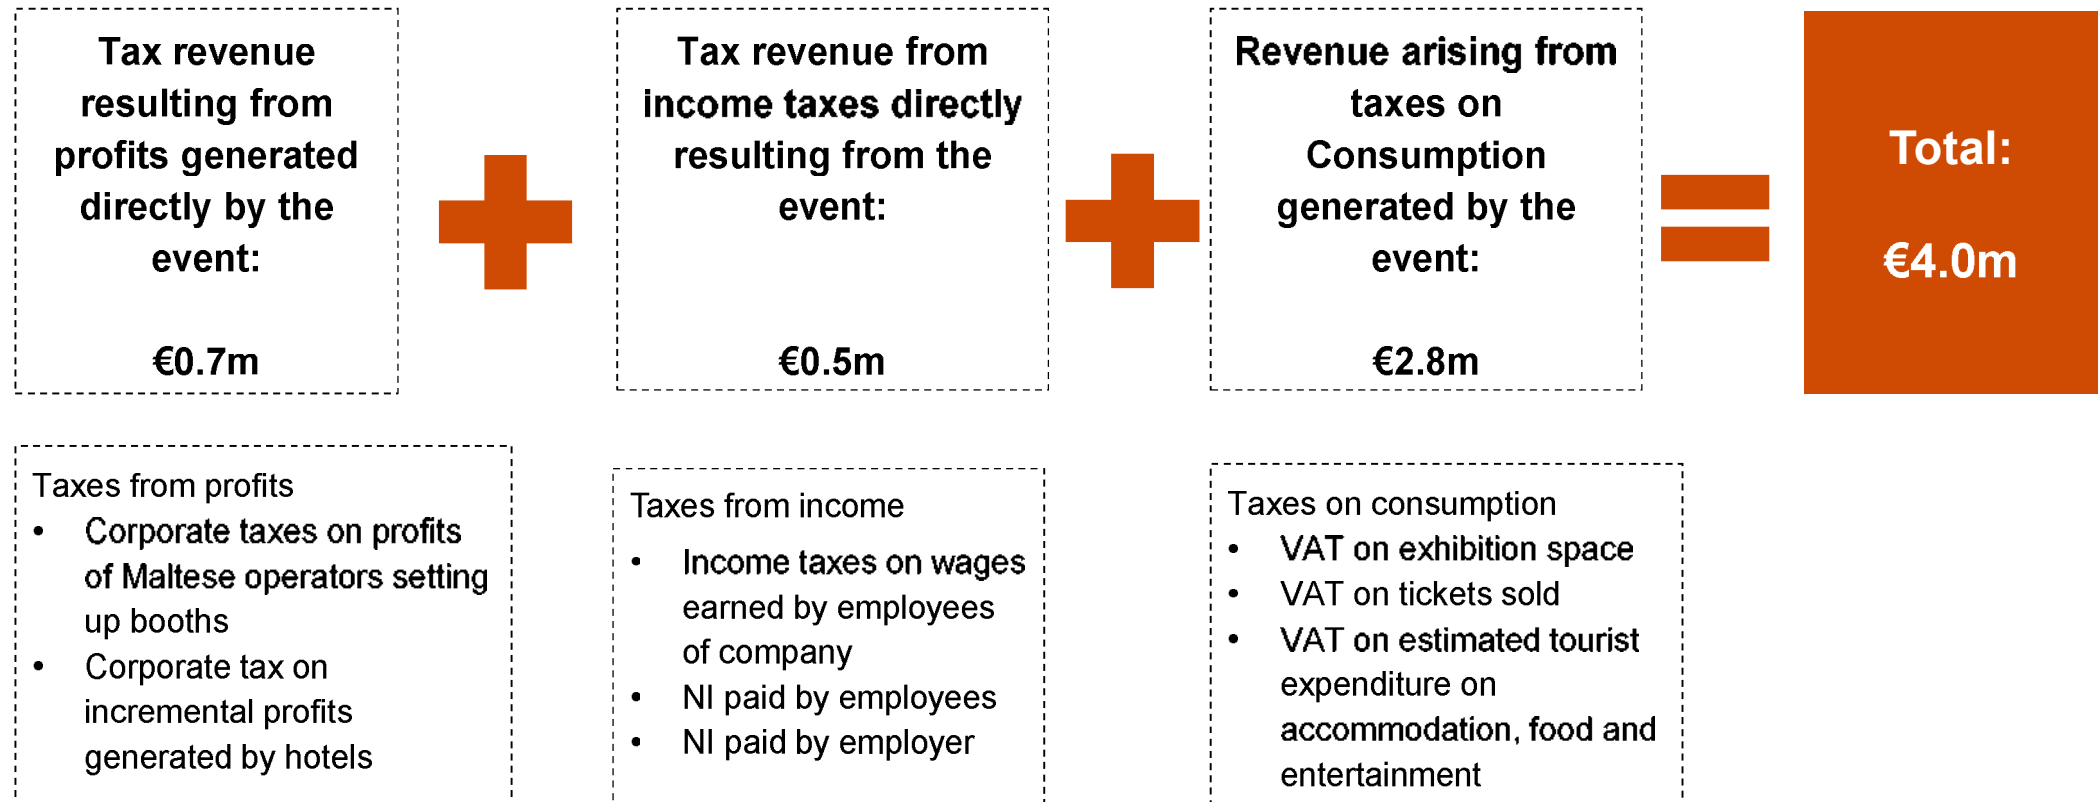 Tax revenue
resulting from
profits generated
directly by the
event:
€0.7m
Tax revenue from
income taxes directly
resulting from the
event:
€0.5m
Revenue arising from
taxes on
Consumption
generated by the
event:
€2.8m
Total:
€4.0m
Taxes from profits
• Corporate taxes on profits
of Maltese operators setting
up booths
• Corporate tax on
incremental profits
generated by hotels
Taxes from income
• Income taxes on wages
earned by employees
of company
• NI paid by employees
• NI paid by employer
Taxes on consumption
• VAT on exhibition space
• VAT on tickets sold
• VAT on estimated tourist
expenditure on
accommodation, food and
entertainment